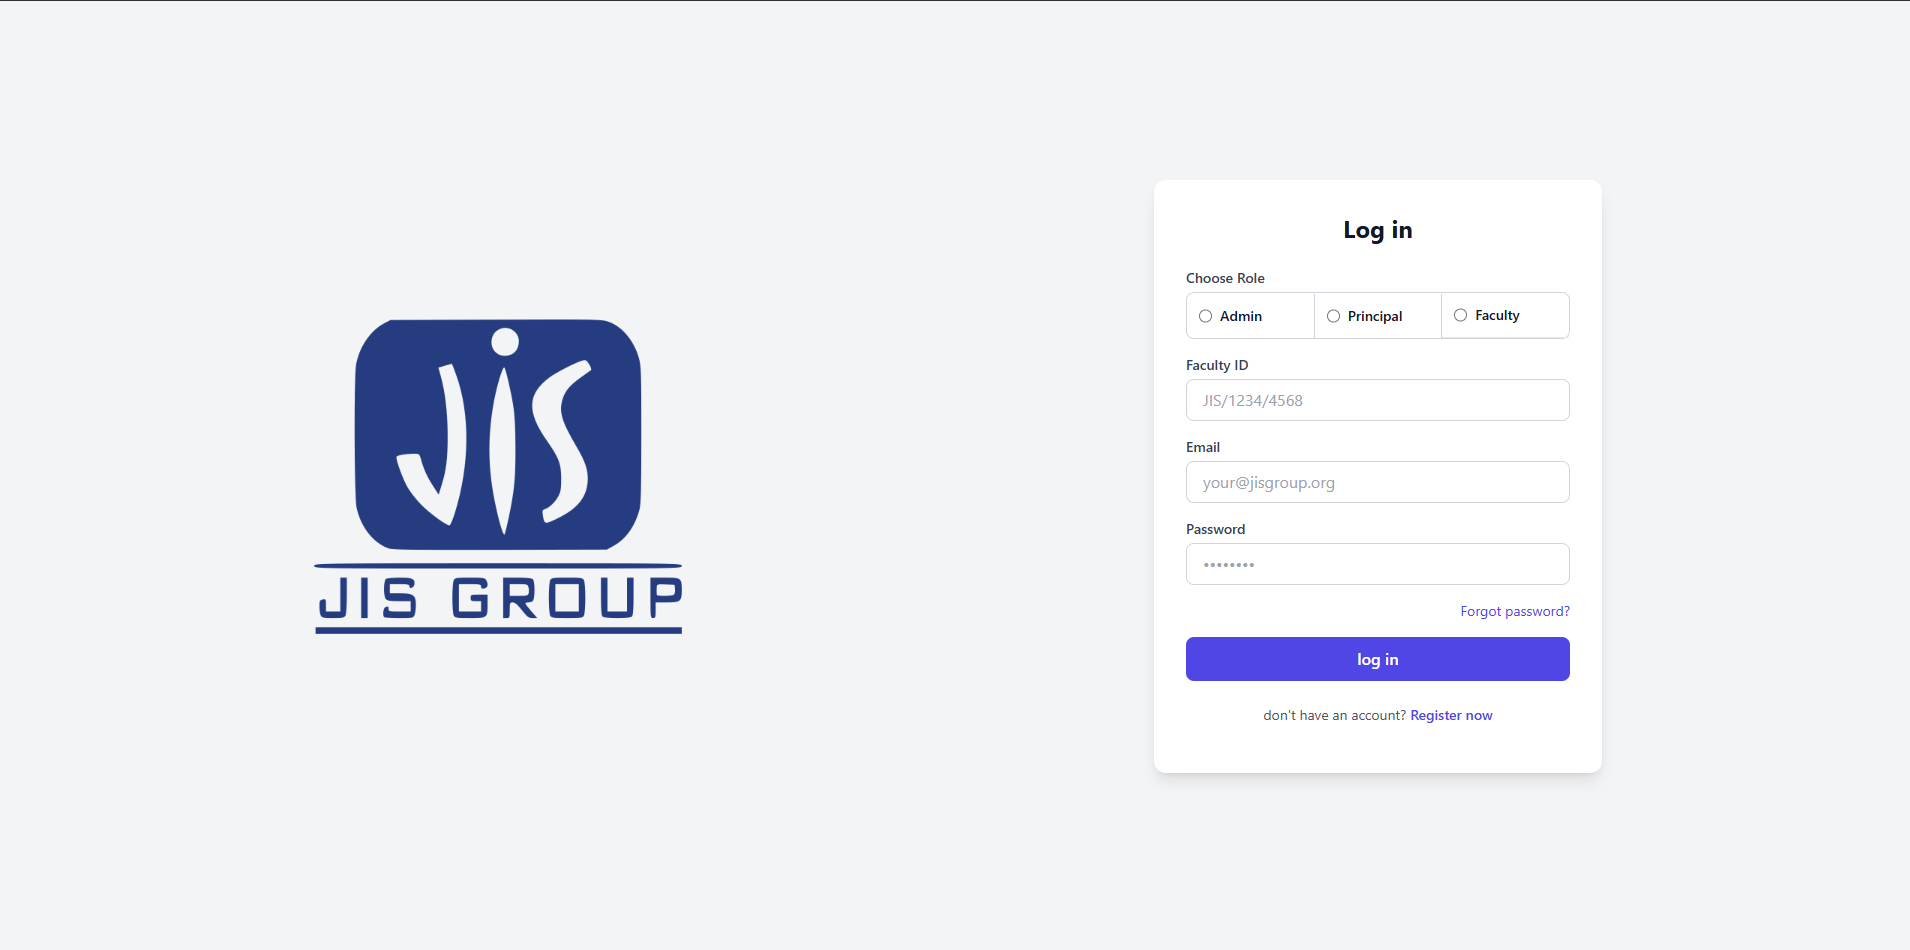 JIS
JIS GROUP
Log in
Choose Role
Admin Principal Faculty
Faculty ID
JIS/1234/4568
Email
your@jisgroup.org
Password
••••••••
Forgot password?
log in
don't have an account? Register now